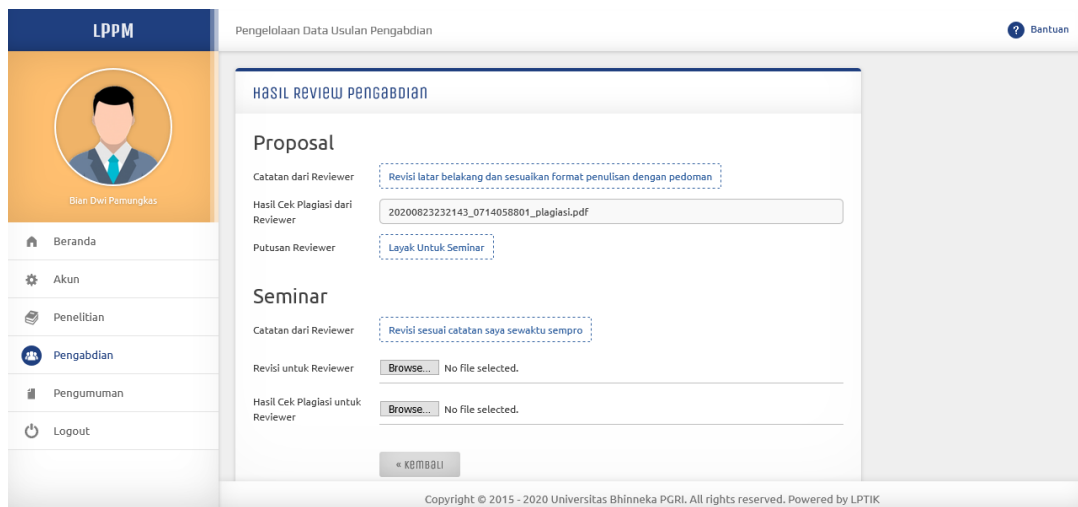 LPPM
Pengelolaan Data Usulan Pengabdian
? Bantuan
Bian Dwi Pamungkas
Beranda
Akun
Penelitian
Pengabdian
Pengumuman
Logout
Hasil Review Pengabdian
Proposal
Catatan dari Reviewer
Revisi latar belakang dan sesuaikan format penulisan dengan pedoman
Hasil Cek Plagiasi dari
Reviewer
20200823232143_0714058801_plagiasi.pdf
Putusan Reviewer
Layak Untuk Seminar
Seminar
Catatan dari Reviewer
Revisi sesuai catatan saya sewaktu sempro
Revisi untuk Reviewer
Browse... No file selected.
Hasil Cek Plagiasi untuk
Reviewer
Browse... No file selected.
« Kembali
Copyright © 2015 - 2020 Universitas Bhinneka PGRI. All rights reserved. Powered by LPTIK